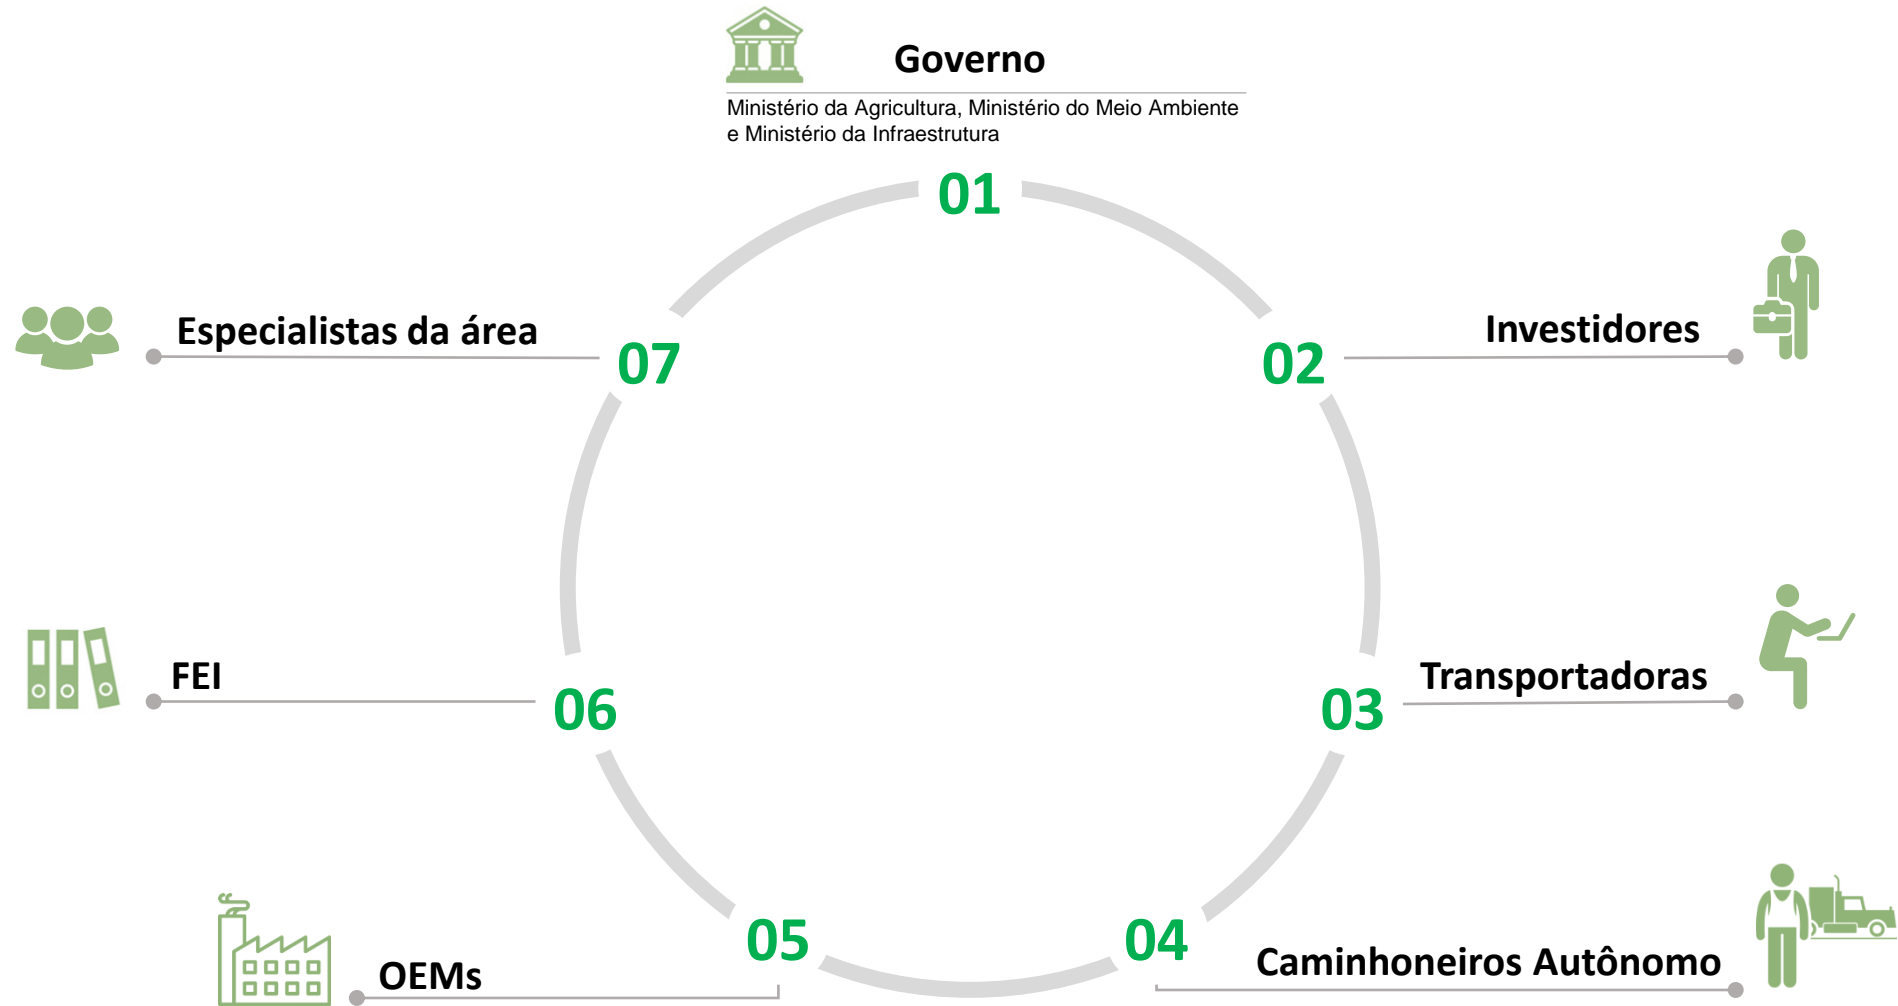 Governo
Ministério da Agricultura, Ministério do Meio Ambiente
e Ministério da Infraestrutura
01
Investidores
02
Transportadoras
03
Caminhoneiros Autônomo
04
OEMs
05
FEI
06
Especialistas da área
07